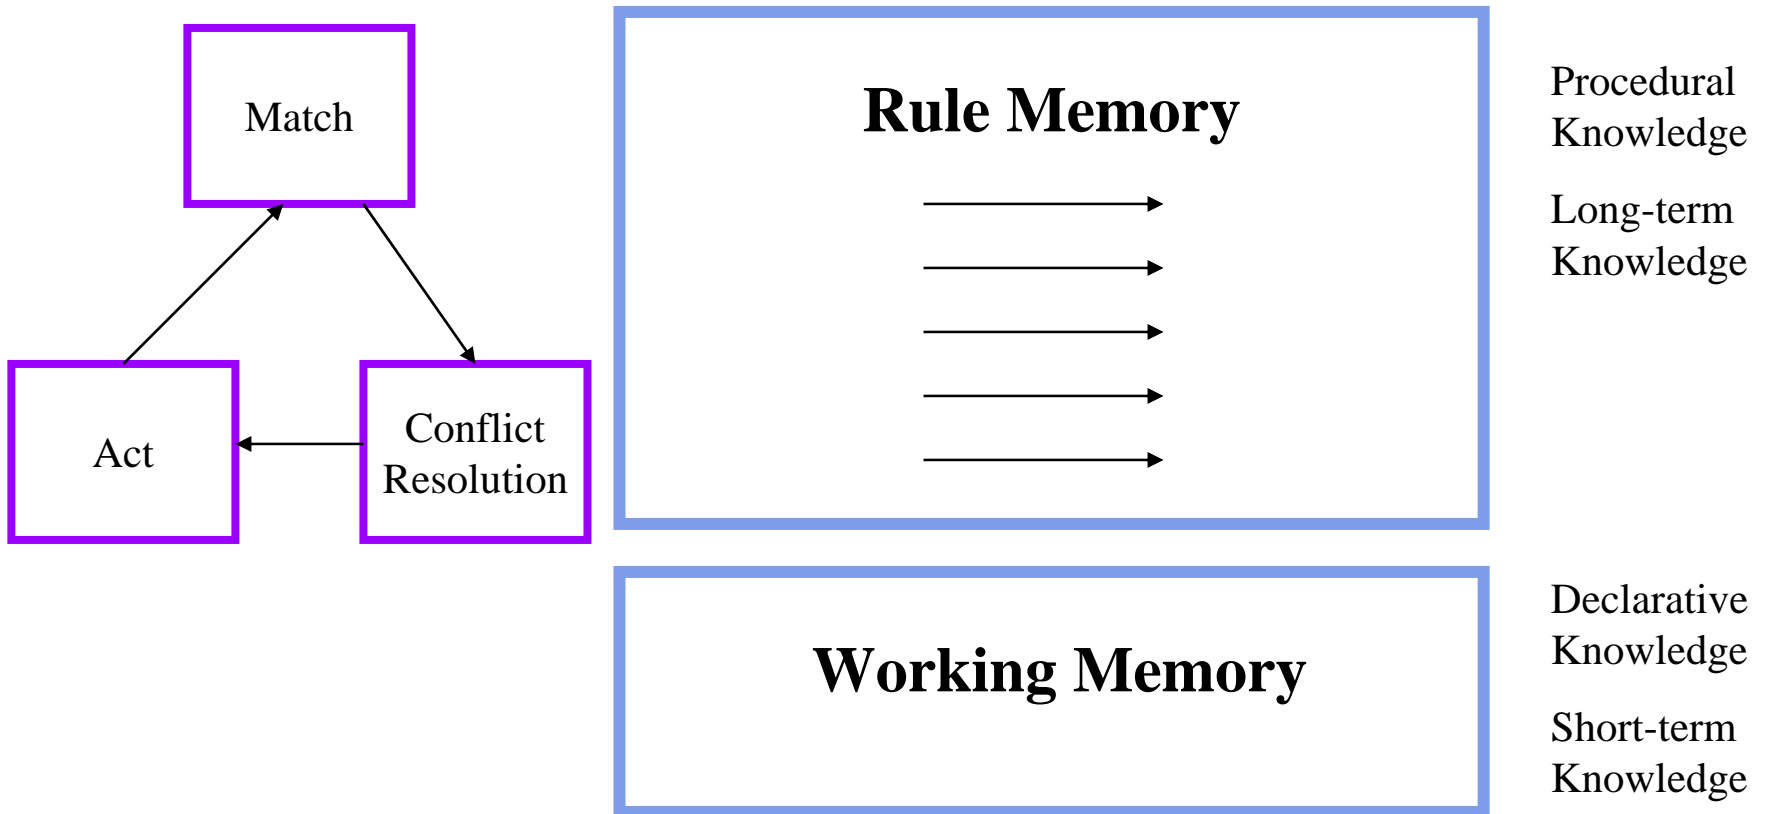 Match
Act
Conflict
Resolution
Rule Memory
Procedural
Knowledge
Long-term
Knowledge
Working Memory
Declarative
Knowledge
Short-term
Knowledge